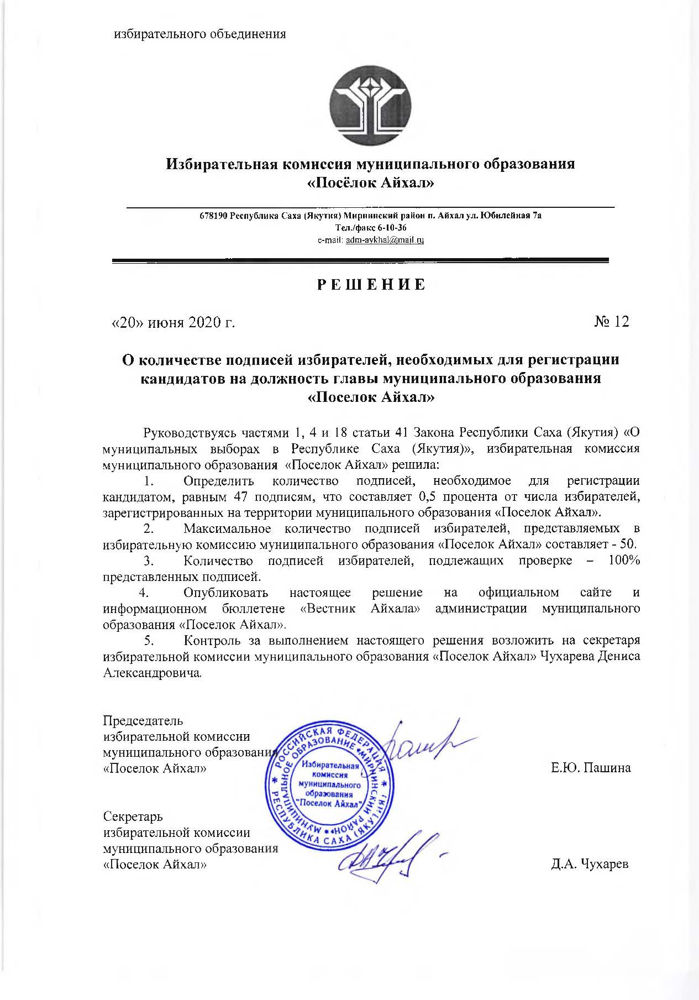 избирательного объединения
Избирательная комиссия муниципального образования
«Посёлок Айхал»
678190 Республика Саха (Якутия) Мирнинский район п. Айхал ул. Юбилейная 7а
Тел./факс 6-10-36
e-mail: adm-aykhal@mail.ru
Р Е Ш Е Н И Е
«20» июня 2020 г. № 12
О количестве подписей избирателей, необходимых для регистрации
кандидатов на должность главы муниципального образования
«Поселок Айхал»
Руководствуясь частями 1, 4 и 18 статьи 41 Закона Республики Саха (Якутия) «О
муниципальных выборах в Республике Саха (Якутия)», избирательная комиссия
муниципального образования «Поселок Айхал» решила:
1. Определить количество подписей, необходимое для регистрации
кандидатом, равным 47 подписям, что составляет 0,5 процента от числа избирателей,
зарегистрированных на территории муниципального образования «Поселок Айхал».
2. Максимальное количество подписей избирателей, представляемых в
избирательную комиссию муниципального образования «Поселок Айхал» составляет - 50.
3. Количество подписей избирателей, подлежащих проверке – 100%
представленных подписей.
4. Опубликовать настоящее решение на официальном сайте и
информационном бюллетене «Вестник Айхала» администрации муниципального
образования «Поселок Айхал».
5. Контроль за выполнением настоящего решения возложить на секретаря
избирательной комиссии муниципального образования «Поселок Айхал» Чухарева Дениса
Александровича.
Председатель
избирательной комиссии
муниципального образования
«Поселок Айхал» Е.Ю. Пашина
РОССИЙСКАЯ ФЕДЕРАЦИЯ * РЕСПУБЛИКА САХА (ЯКУТИЯ) *
МУНИЦИПАЛЬНОЕ ОБРАЗОВАНИЕ «МИРНИНСКИЙ РАЙОН»
Избирательная
комиссия
муниципального
образования
"Поселок Айхал"
Секретарь
избирательной комиссии
муниципального образования
«Поселок Айхал» Д.А. Чухарев